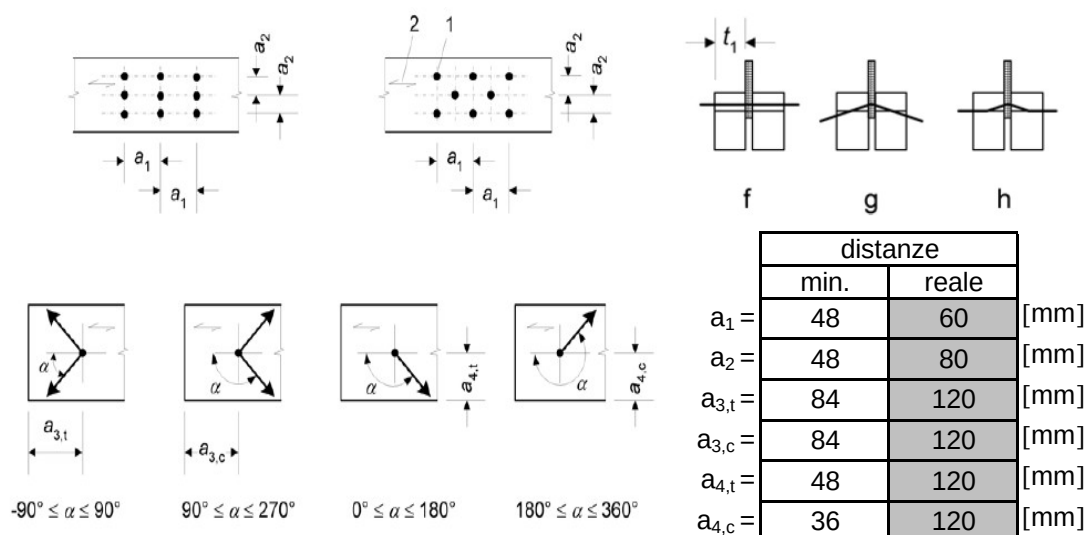 a₂
a₂
2
1
a₁
a₁
a₂
a₂
a₁
a₁
t₁
f
g
h
α
a₃,t
-90° ≤ α ≤ 90°
α
a₃,c
90° ≤ α ≤ 270°
α
a₄,t
0° ≤ α ≤ 180°
α
a₄,c
180° ≤ α ≤ 360°
distanze
min. reale
a₁ = 48 60 [mm]
a₂ = 48 80 [mm]
a₃,t = 84 120 [mm]
a₃,c = 84 120 [mm]
a₄,t = 48 120 [mm]
a₄,c = 36 120 [mm]